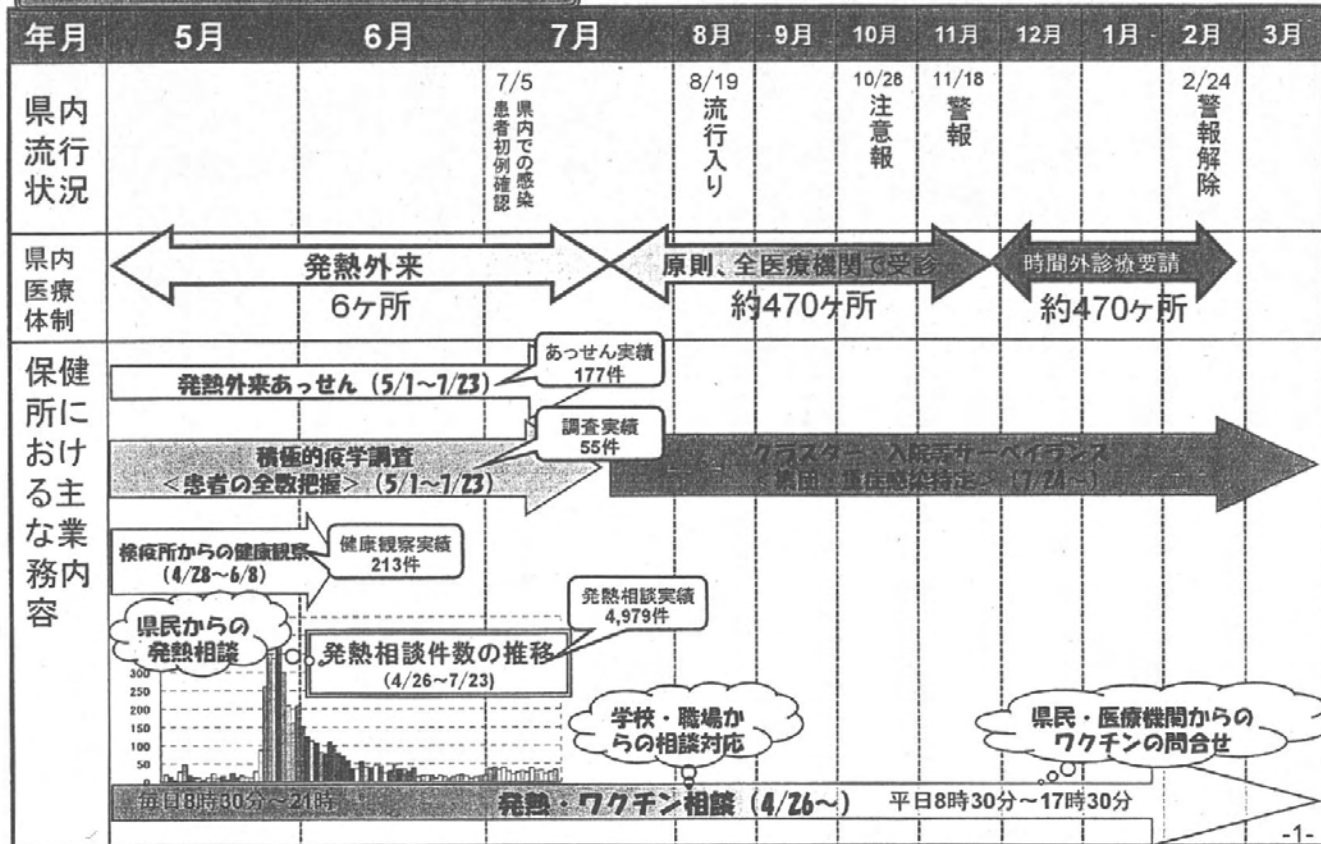 年月 5月 6月 7月 8月 9月 10月 11月 12月 1月 2月 3月
県内
流行
状況
7/5
県内での感染
患者初例確認
8/19
流行入り
10/28
注意報
11/18
警報
2/24
警報解除
県内
医療
体制
発熱外来
6ヶ所
原則、全医療機関で受診
約470ヶ所
時間外診療要請
約470ヶ所
保健
所に
おけ
る主
な業
務内
容
発熱外来あっせん (5/1~7/23)
あっせん実績
177件
積極的疫学調査
<患者の全数把握> (5/1~7/23)
調査実績
55件
クラスター・入院等サーベイランス
<集団・重症感染特定> (7/24~)
検疫所からの健康観察
(4/28~6/8)
健康観察実績
213件
県民からの
発熱相談
発熱相談件数の推移
(4/26~7/23)
発熱相談実績
4,979件
300
250
200
150
100
50
0
学校・職場か
らの相談対応
県民・医療機関からの
ワクチンの問合せ
毎日8時30分~21時
発熱・ワクチン相談 (4/26~)
平日8時30分~17時30分
-1-